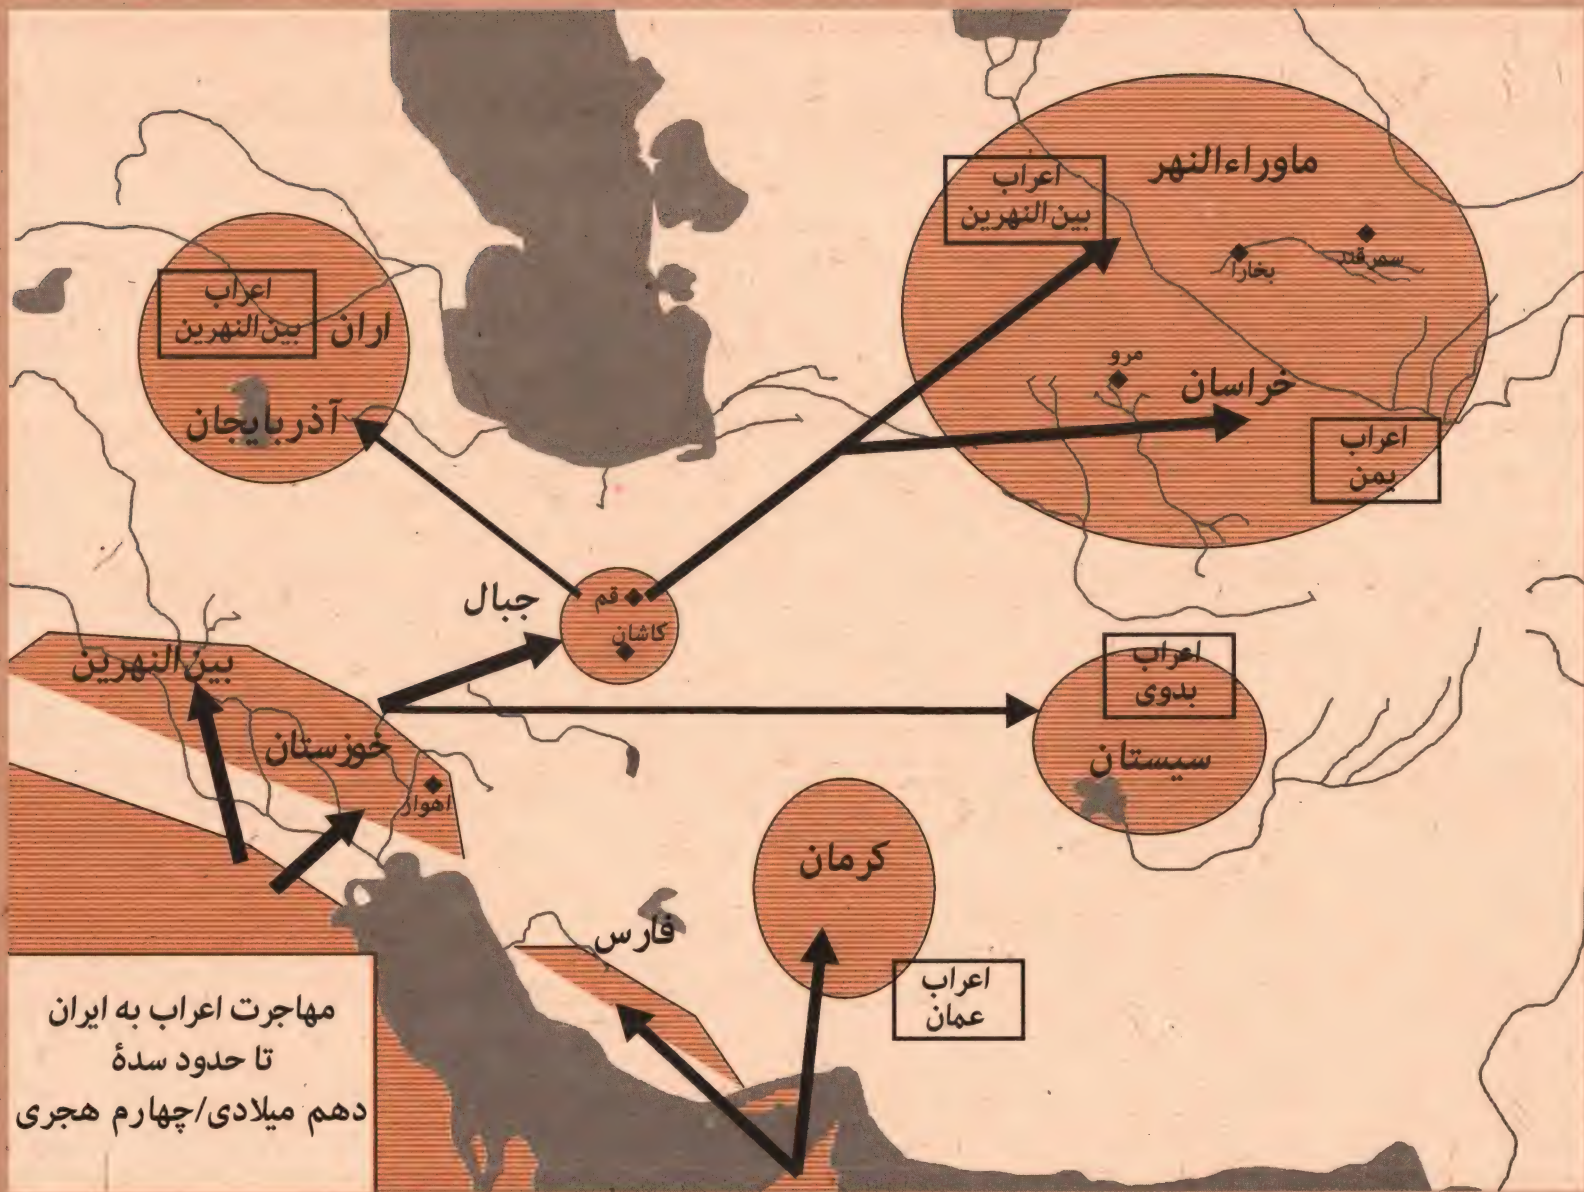 ماوراءالنهر
اعراب
بین‌النهرین
سمرقند
بخارا
اعراب
بین‌النهرین
اران
مرو
خراسان
آذربایجان
اعراب
یمن
جبال
قم
کاشان
بین‌النهرین
اعراب
بدوی
خوزستان
سیستان
اهواز
کرمان
فارس
اعراب
عمان
مهاجرت اعراب به ایران
تا حدود سدهٔ
دهم میلادی/چهارم هجری